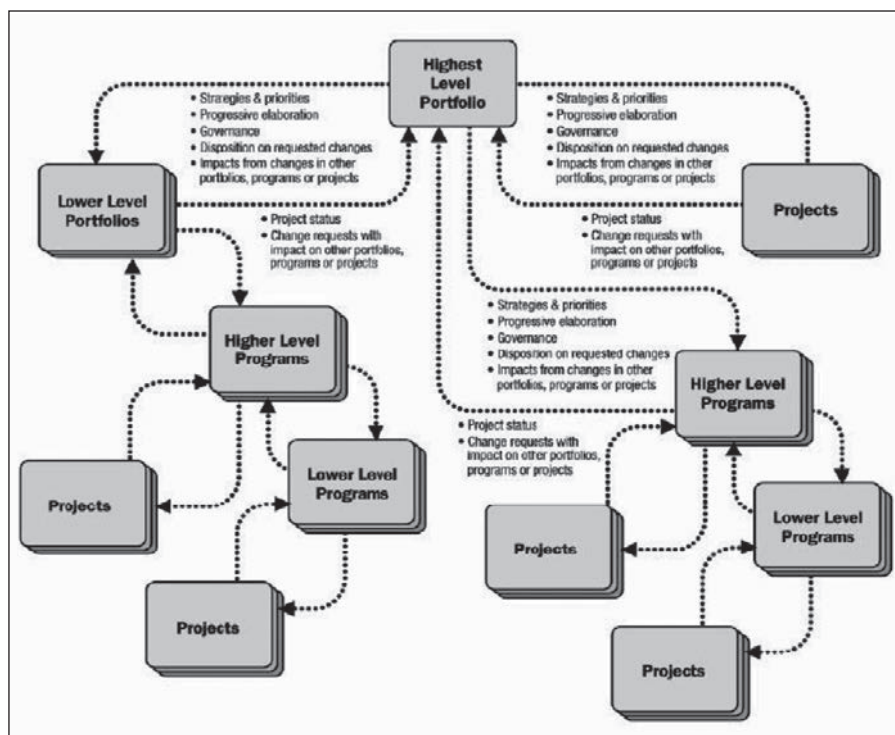 Highest
Level
Portfolio
• Strategies & priorities
• Progressive elaboration
• Governance
• Disposition on requested changes
• Impacts from changes in other
portfolios, programs or projects
• Strategies & priorities
• Progressive elaboration
• Governance
• Disposition on requested changes
• Impacts from changes in other
portfolios, programs or projects
Lower Level
Portfolios
Projects
• Project status
• Change requests with
impact on other portfolios,
programs or projects
• Project status
• Change requests with
impact on other portfolios,
programs or projects
• Strategies & priorities
• Progressive elaboration
• Governance
• Disposition on requested changes
• Impacts from changes in other
portfolios, programs or projects
Higher Level
Programs
Higher Level
Programs
• Project status
• Change requests with
impact on other portfolios,
programs or projects
Lower Level
Programs
Projects
Lower Level
Programs
Projects
Projects
Projects